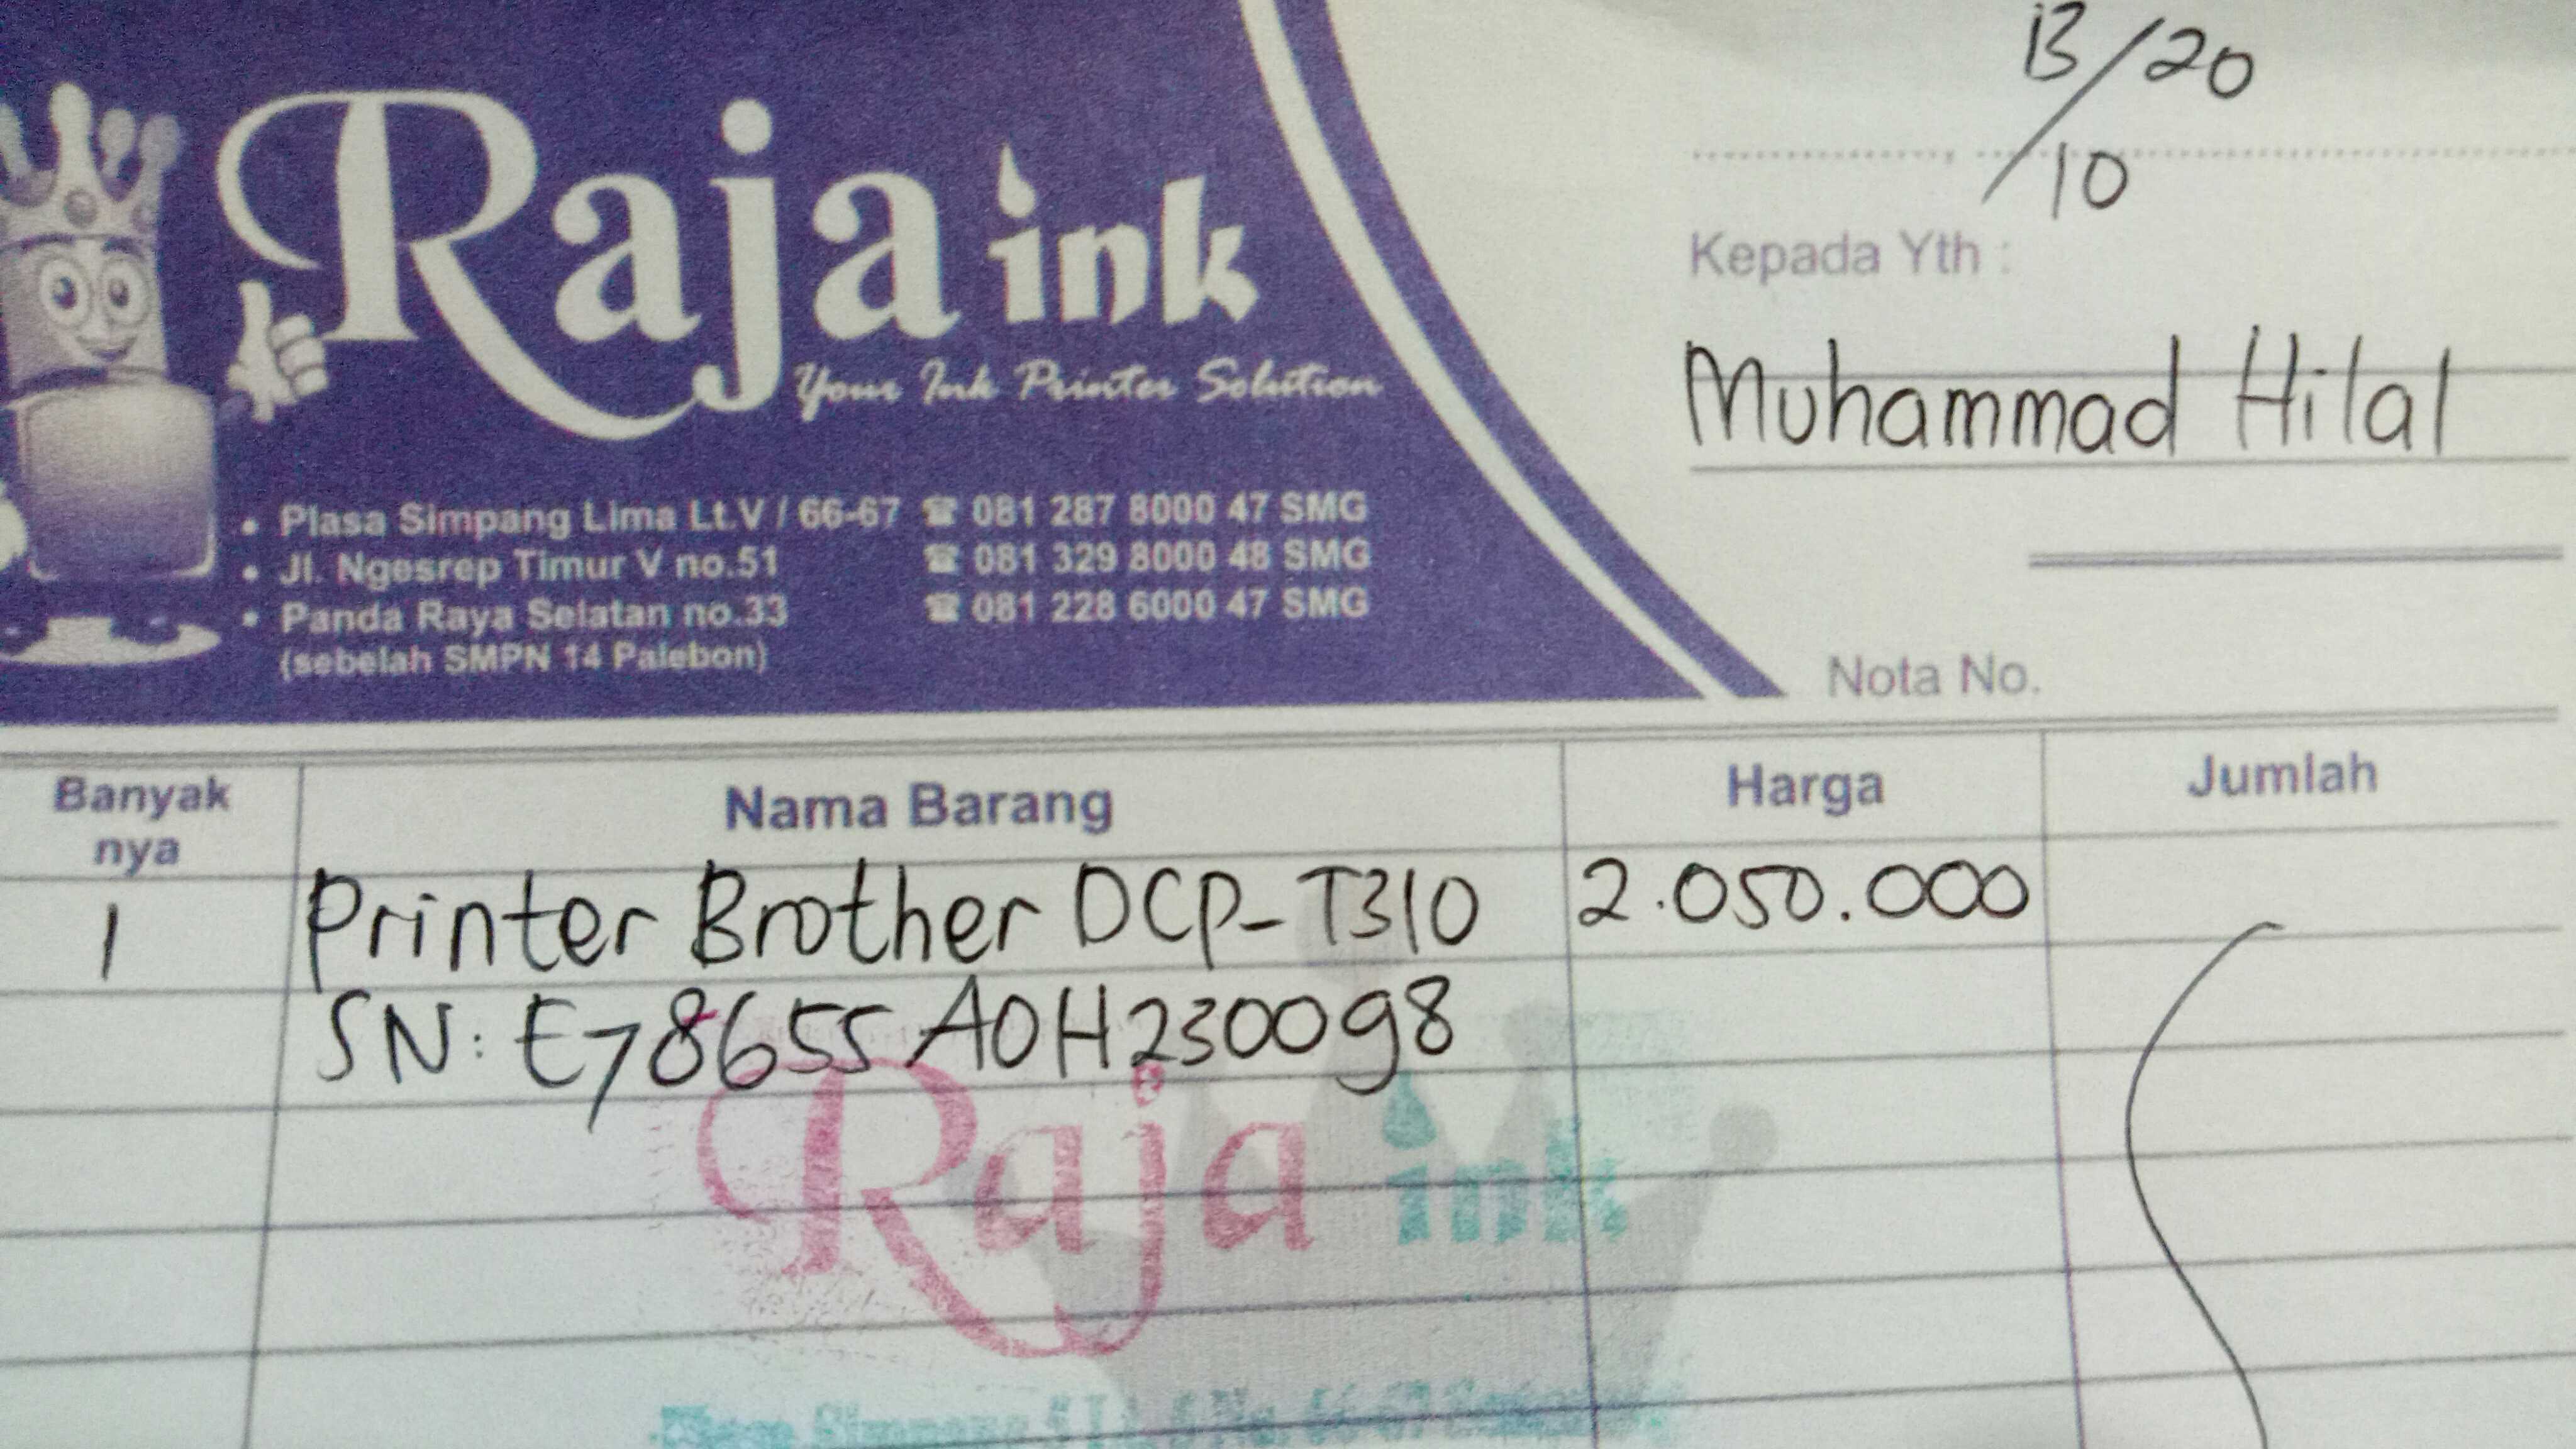 Raja ink
Your Ink Printer Solution
• Plasa Simpang Lima Lt.V / 66-67 ☎ 081 287 8000 47 SMG
• Jl. Ngesrep Timur V no.51 ☎ 081 329 8000 48 SMG
• Panda Raya Selatan no.33 ☎ 081 228 6000 47 SMG
(sebelah SMPN 14 Palebon)
13/20
10
Kepada Yth :
Muhammad Hilal
Nota No.
Banyak nya Nama Barang Harga Jumlah
1 Printer Brother DCP-T310 2.050.000
SN: E78655A0H230098
Raja ink